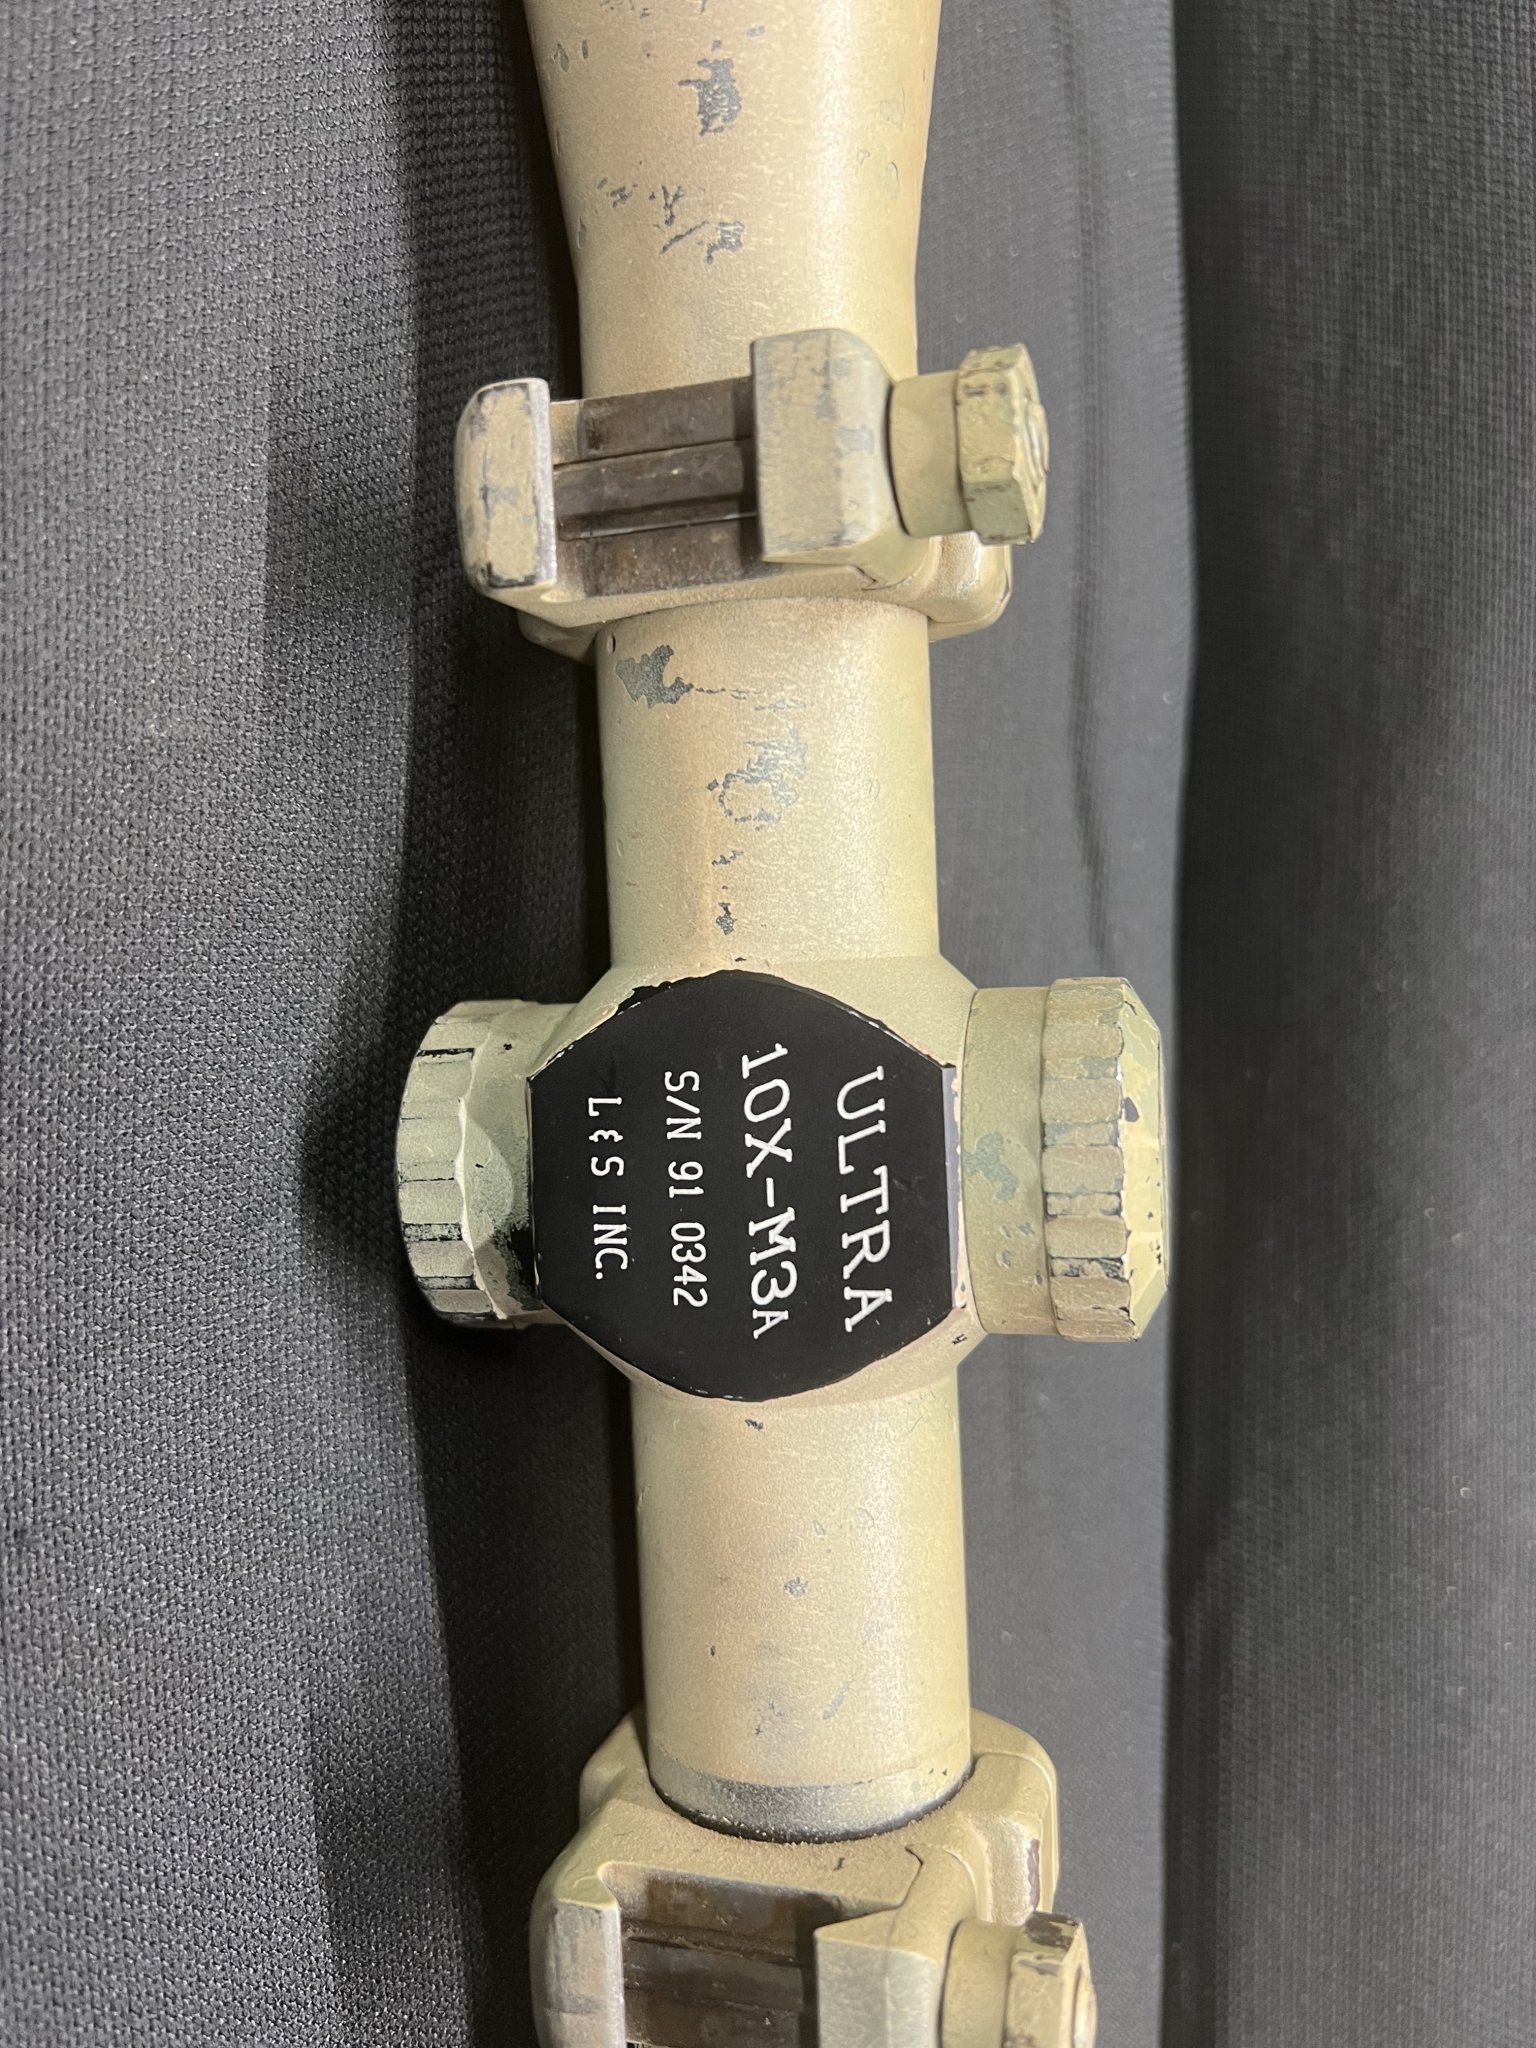 ULTRA
10X-M3A
S/N 91 0342
L&S INC.